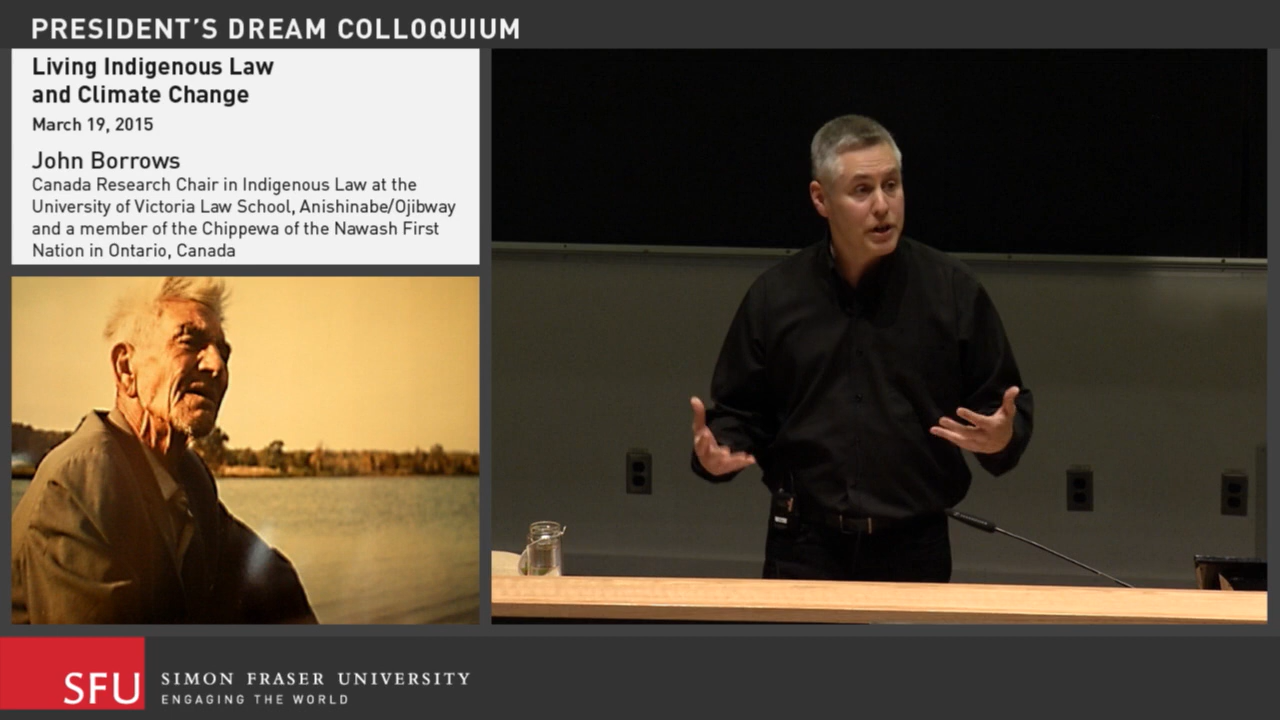 PRESIDENT'S DREAM COLLOQUIUM
Living Indigenous Law
and Climate Change
March 19, 2015
John Borrows
Canada Research Chair in Indigenous Law at the
University of Victoria Law School, Anishinabe/Ojibway
and a member of the Chippewa of the Nawash First
Nation in Ontario, Canada
SFU
SIMON FRASER UNIVERSITY
ENGAGING THE WORLD